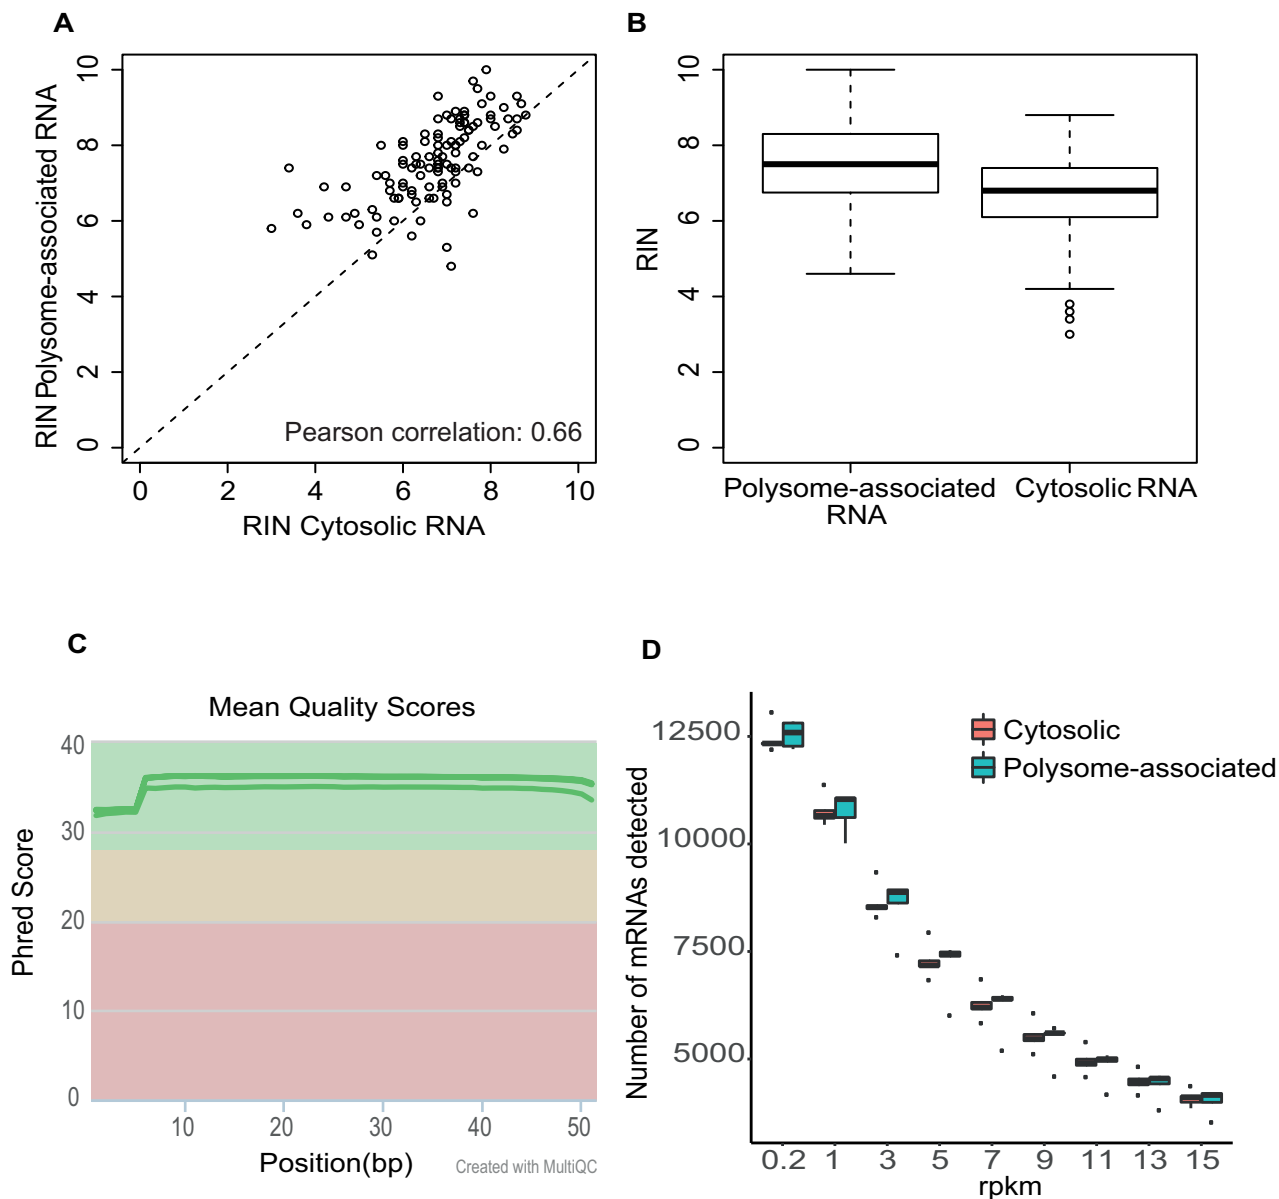 A
RIN Polysome-associated RNA
10
8
6
4
2
0
Pearson correlation: 0.66
0 2 4 6 8 10
RIN Cytosolic RNA
B
RIN
10
8
6
4
2
0
Polysome-associated RNA
Cytosolic RNA
C
Mean Quality Scores
Phred Score
40
30
20
10
0
10 20 30 40 50
Position(bp)
Created with MultiQC
D
Number of mRNAs detected
12500
10000
7500
5000
Cytosolic
Polysome-associated
0.2 1 3 5 7 9 11 13 15
rpkm